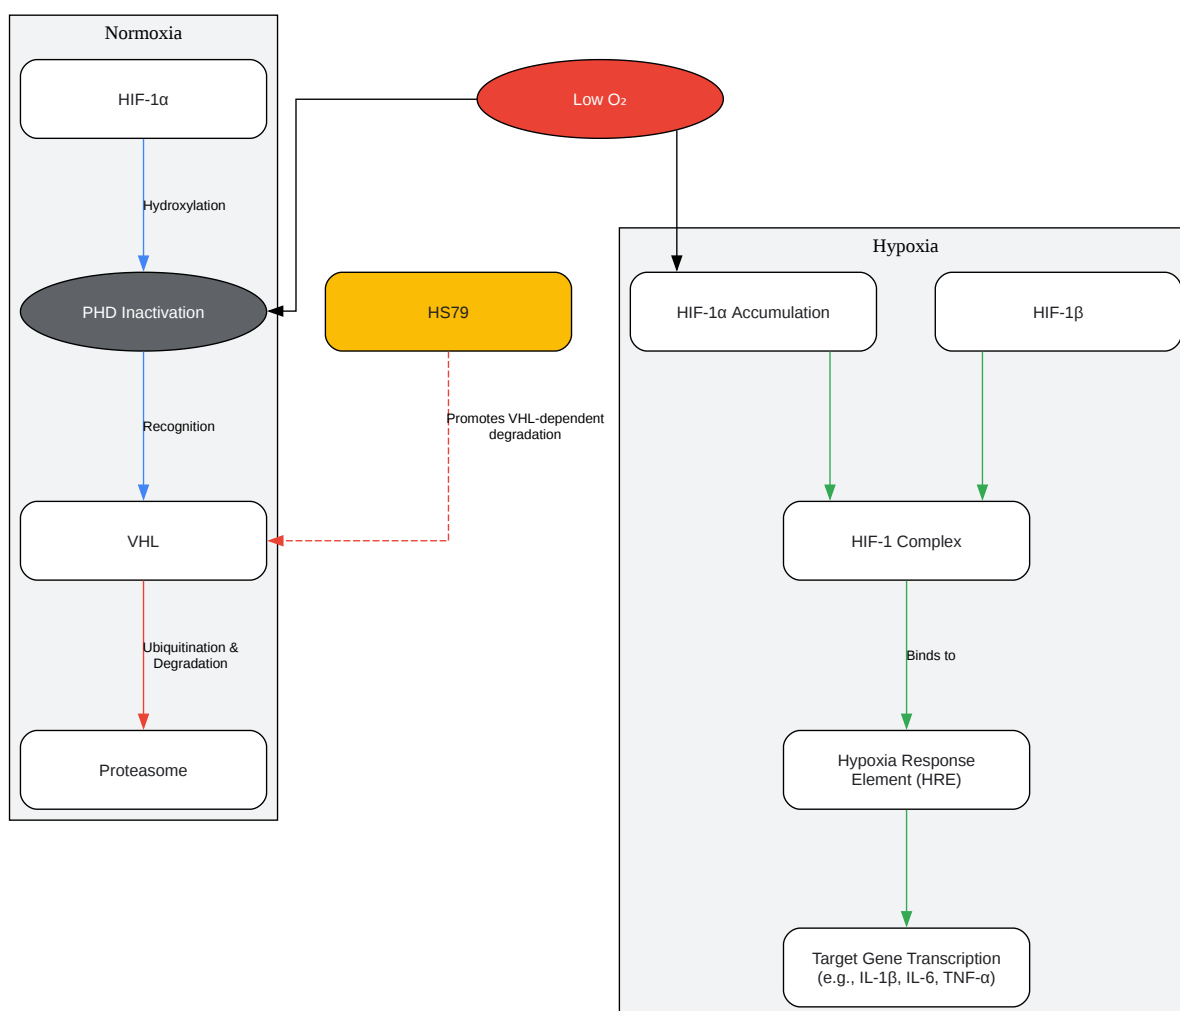 Normoxia
HIF-1α
Low O₂
Hydroxylation
Hypoxia
PHD Inactivation
HS79
HIF-1α Accumulation
HIF-1β
Recognition
Promotes VHL-dependent
degradation
VHL
HIF-1 Complex
Ubiquitination &
Degradation
Binds to
Proteasome
Hypoxia Response
Element (HRE)
Target Gene Transcription
(e.g., IL-1β, IL-6, TNF-α)